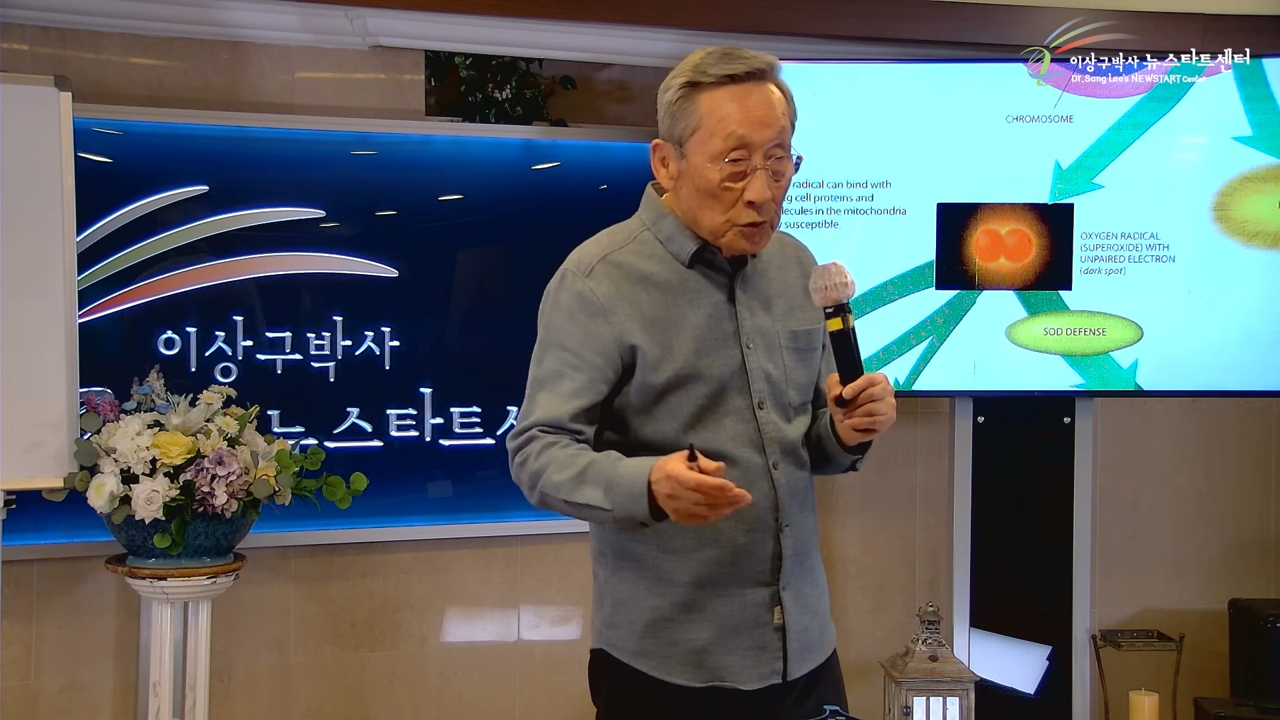 이상구박사 뉴스타트센터
Dr. Sang Lee's NEWSTART Center
CHROMOSOME
radical can bind with
cell proteins and
in the mitochondria
susceptible.
OXYGEN RADICAL
(SUPEROXIDE) WITH
UNPAIRED ELECTRON
(dark spot)
SOD DEFENSE
이상구박사
뉴스타트